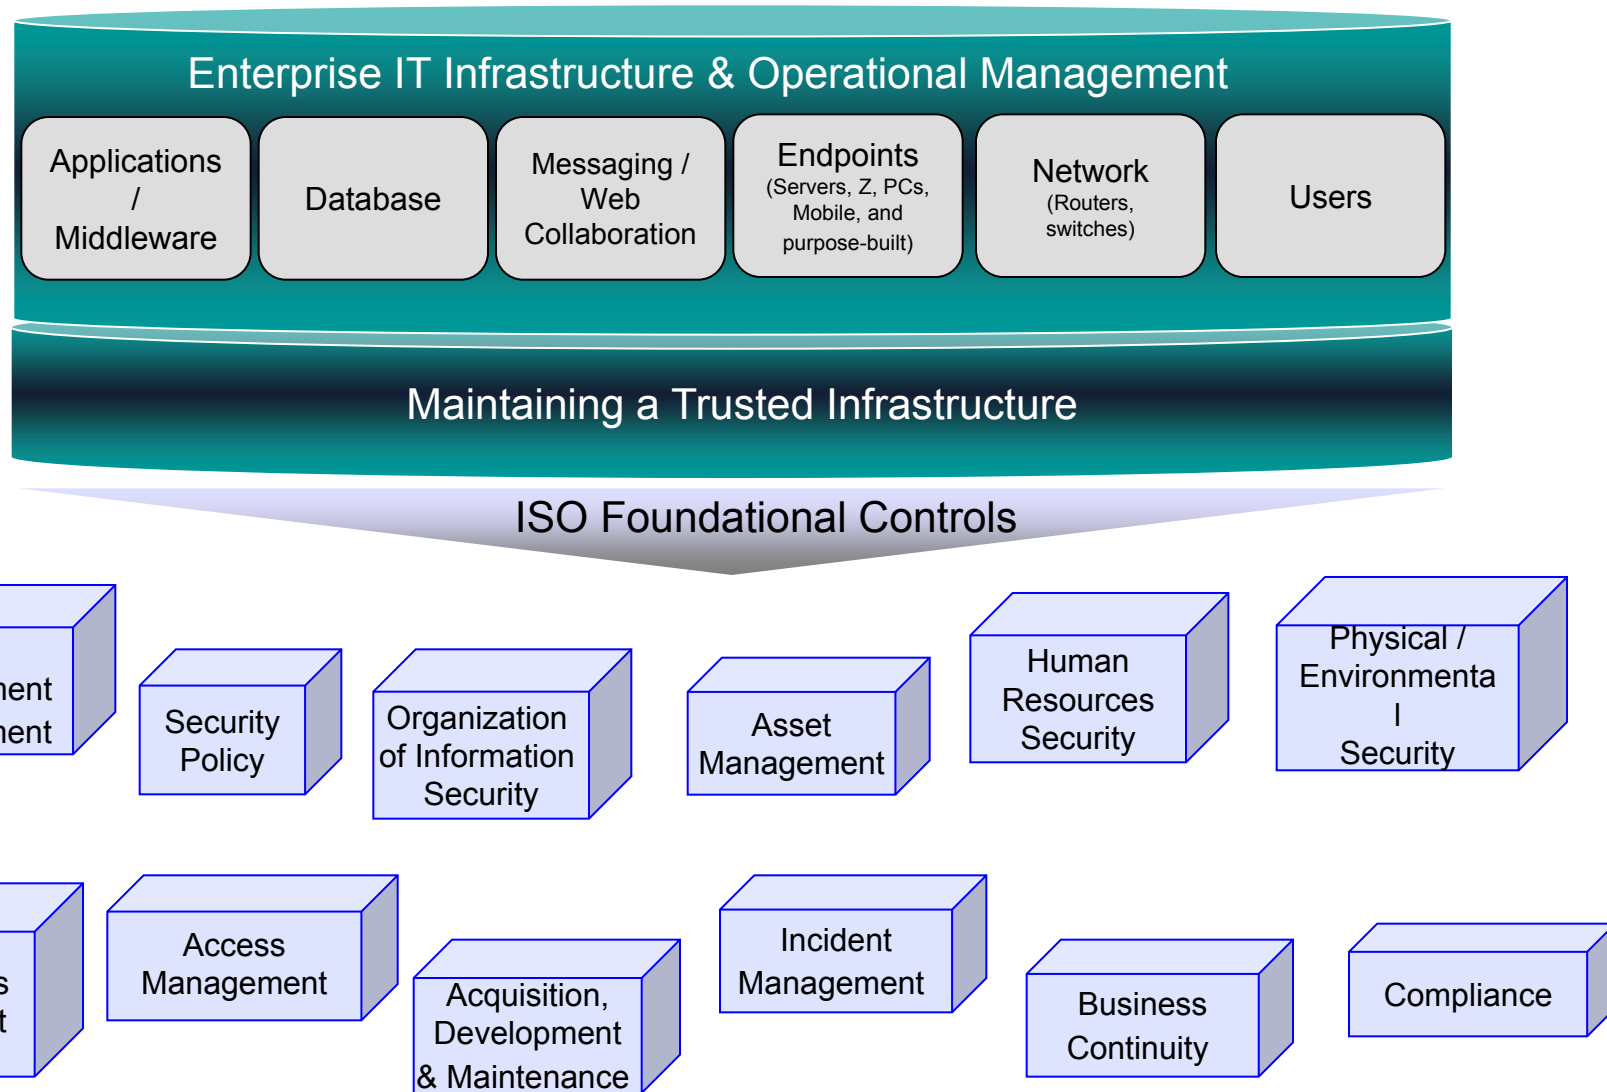 Enterprise IT Infrastructure & Operational Management
Applications
/
Middleware
Database
Messaging /
Web
Collaboration
Endpoints
(Servers, Z, PCs,
Mobile, and
purpose-built)
Network
(Routers,
switches)
Users
Maintaining a Trusted Infrastructure
ISO Foundational Controls
Security
Policy
Organization
of Information
Security
Asset
Management
Human
Resources
Security
Physical /
Environmenta
l
Security
Access
Management
Acquisition,
Development
& Maintenance
Incident
Management
Business
Continuity
Compliance